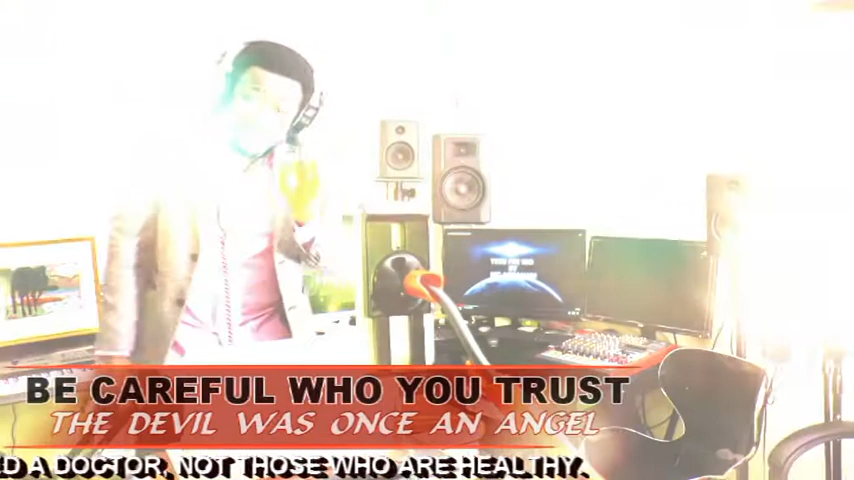 BE CAREFUL WHO YOU TRUST
THE DEVIL WAS ONCE AN ANGEL
D A DOCTOR, NOT THOSE WHO ARE HEALTHY.